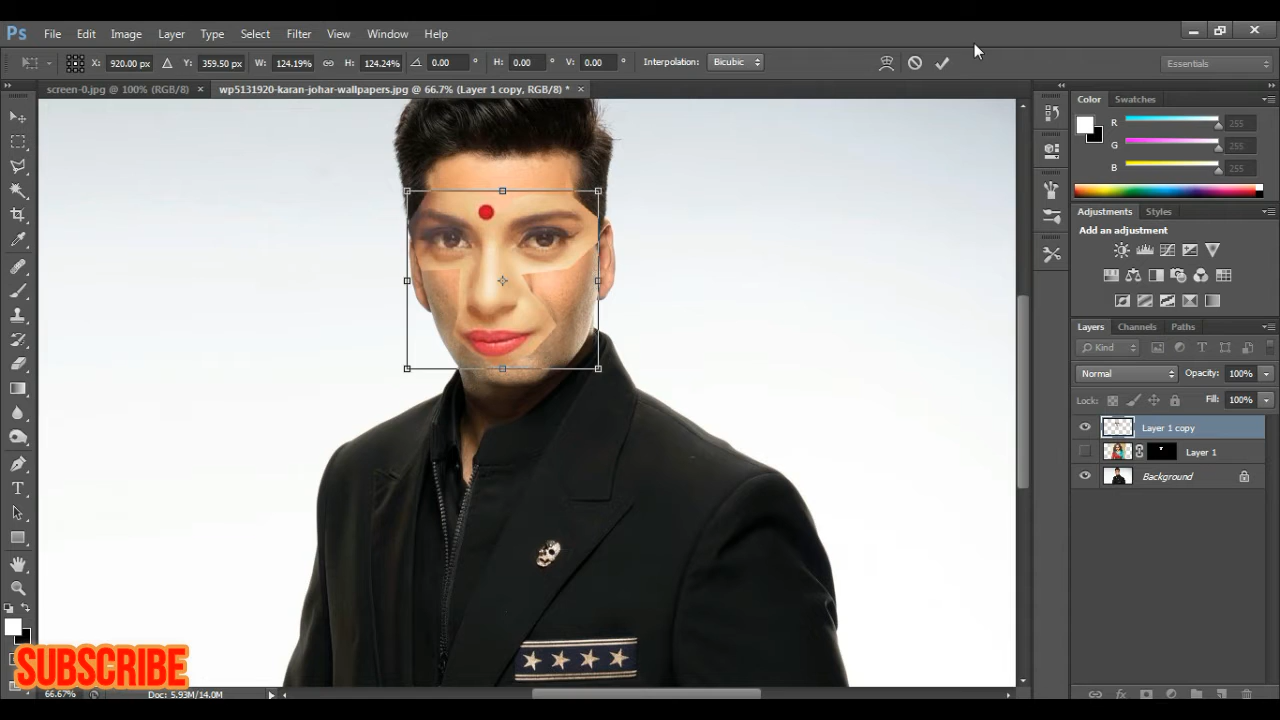 Ps File Edit Image Layer Type Select Filter View Window Help
X: 920.00 px Y: 359.50 px W: 124.19% H: 124.24% 0.00 ° H: 0.00 ° V: 0.00 ° Interpolation: Bicubic Essentials
screen-0.jpg @ 100% (RGB/8) × wp5131920-karan-johar-wallpapers.jpg @ 66.7% (Layer 1 copy, RGB/8) * ×
Color Swatches
R 255
G 255
B 255
Adjustments Styles
Add an adjustment
Layers Channels Paths
Kind
Normal Opacity: 100%
Lock: Fill: 100%
Layer 1 copy
Layer 1
Background
SUBSCRIBE
66.67% Doc: 5.93M/14.0M